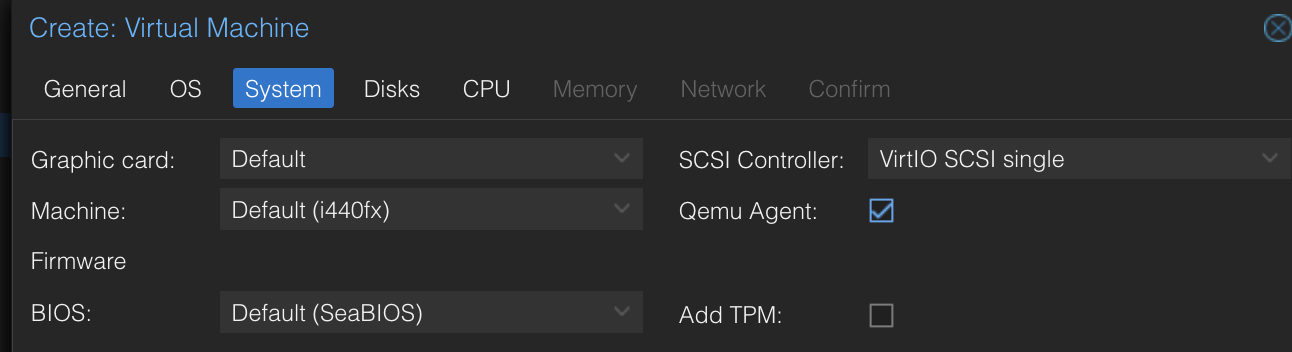 Create: Virtual Machine
General OS System Disks CPU Memory Network Confirm
Graphic card: Default SCSI Controller: VirtIO SCSI single
Machine: Default (i440fx) Qemu Agent:
Firmware
BIOS: Default (SeaBIOS) Add TPM: